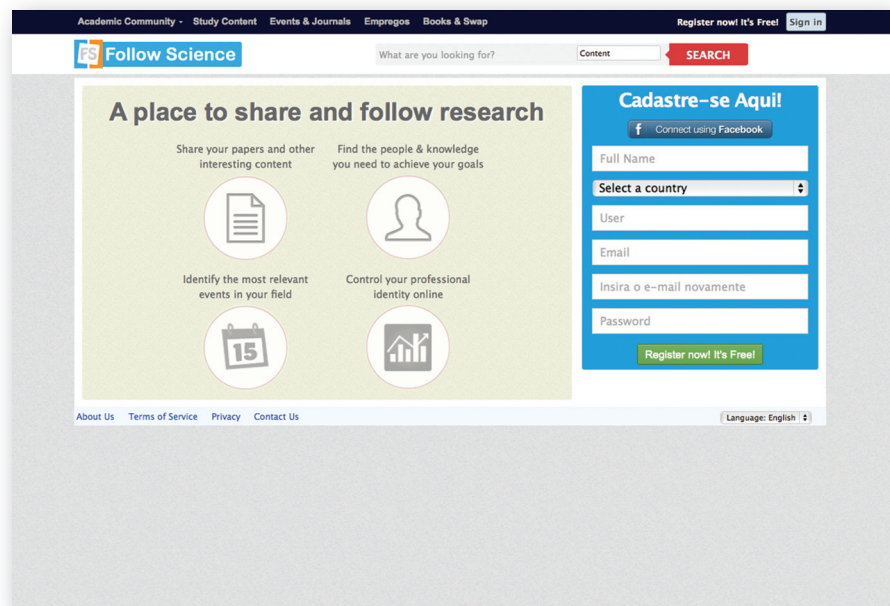 Academic Community Study Content Events & Journals Empregos Books & Swap Register now! It's Free! Sign in
FS Follow Science What are you looking for? Content SEARCH
A place to share and follow research
Share your papers and other
interesting content
Find the people & knowledge
you need to achieve your goals
Identify the most relevant
events in your field
15
Control your professional
identity online
Cadastre-se Aqui!
f Connect using Facebook
Full Name
Select a country
User
Email
Insira o e-mail novamente
Password
Register now! It's Free!
About Us Terms of Service Privacy Contact Us Language: English